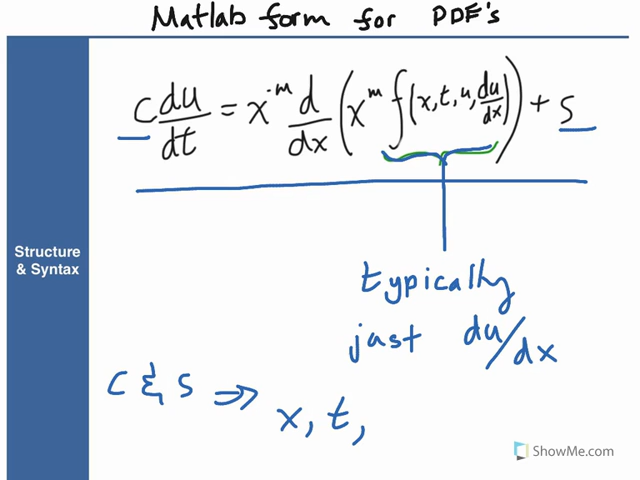 Matlab form for PDE's
c du/dt = x^-m d/dx (x^m f(x, t, u, du/dx)) + s
Structure
& Syntax
typically
just du/dx
c & s ⇒ x, t,
ShowMe.com